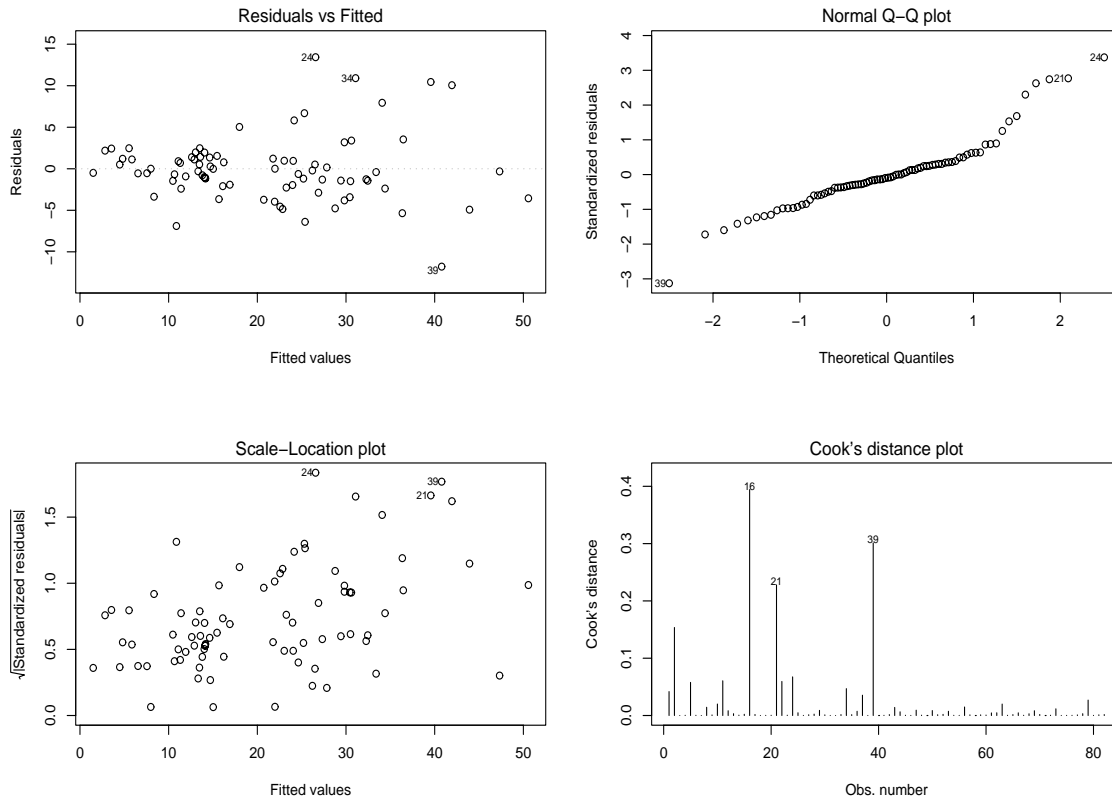 Residuals vs Fitted
Residuals
15
10
5
0
−5
−10
24
34
39
0 10 20 30 40 50
Fitted values
Normal Q−Q plot
Standardized residuals
4
3
2
1
0
−1
−2
−3
24
21
39
−2 −1 0 1 2
Theoretical Quantiles
Scale−Location plot
√|Standardized residuals|
1.5
1.0
0.5
0.0
24
39
21
0 10 20 30 40 50
Fitted values
Cook's distance plot
Cook's distance
0.4
0.3
0.2
0.1
0.0
16
39
21
0 20 40 60 80
Obs. number